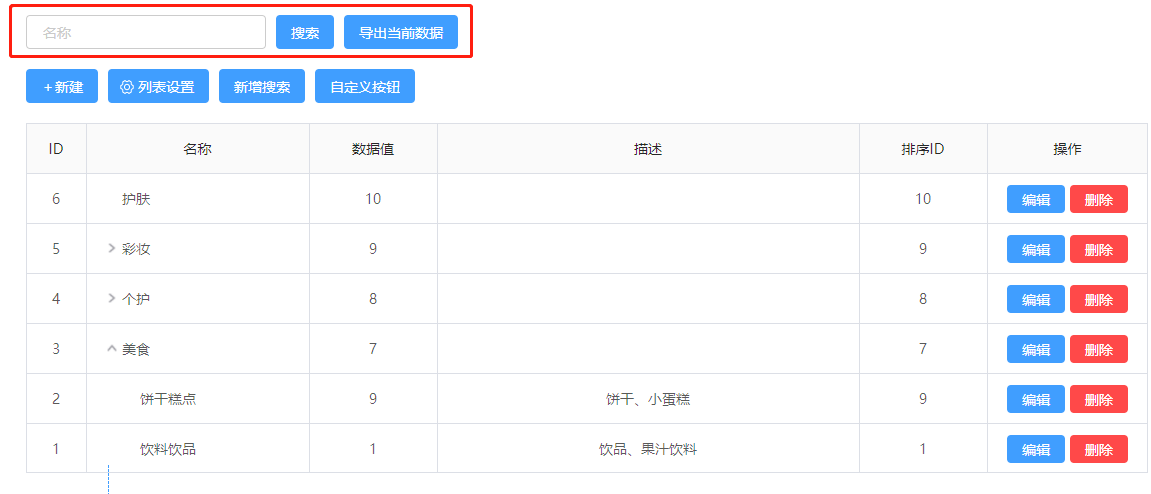 名称 搜索 导出当前数据
+ 新建 列表设置 新增搜索 自定义按钮
ID 名称 数据值 描述 排序ID 操作
6 护肤 10 10 编辑 删除
5 彩妆 9 9 编辑 删除
4 个护 8 8 编辑 删除
3 美食 7 7 编辑 删除
2 饼干糕点 9 饼干、小蛋糕 9 编辑 删除
1 饮料饮品 1 饮品、果汁饮料 1 编辑 删除